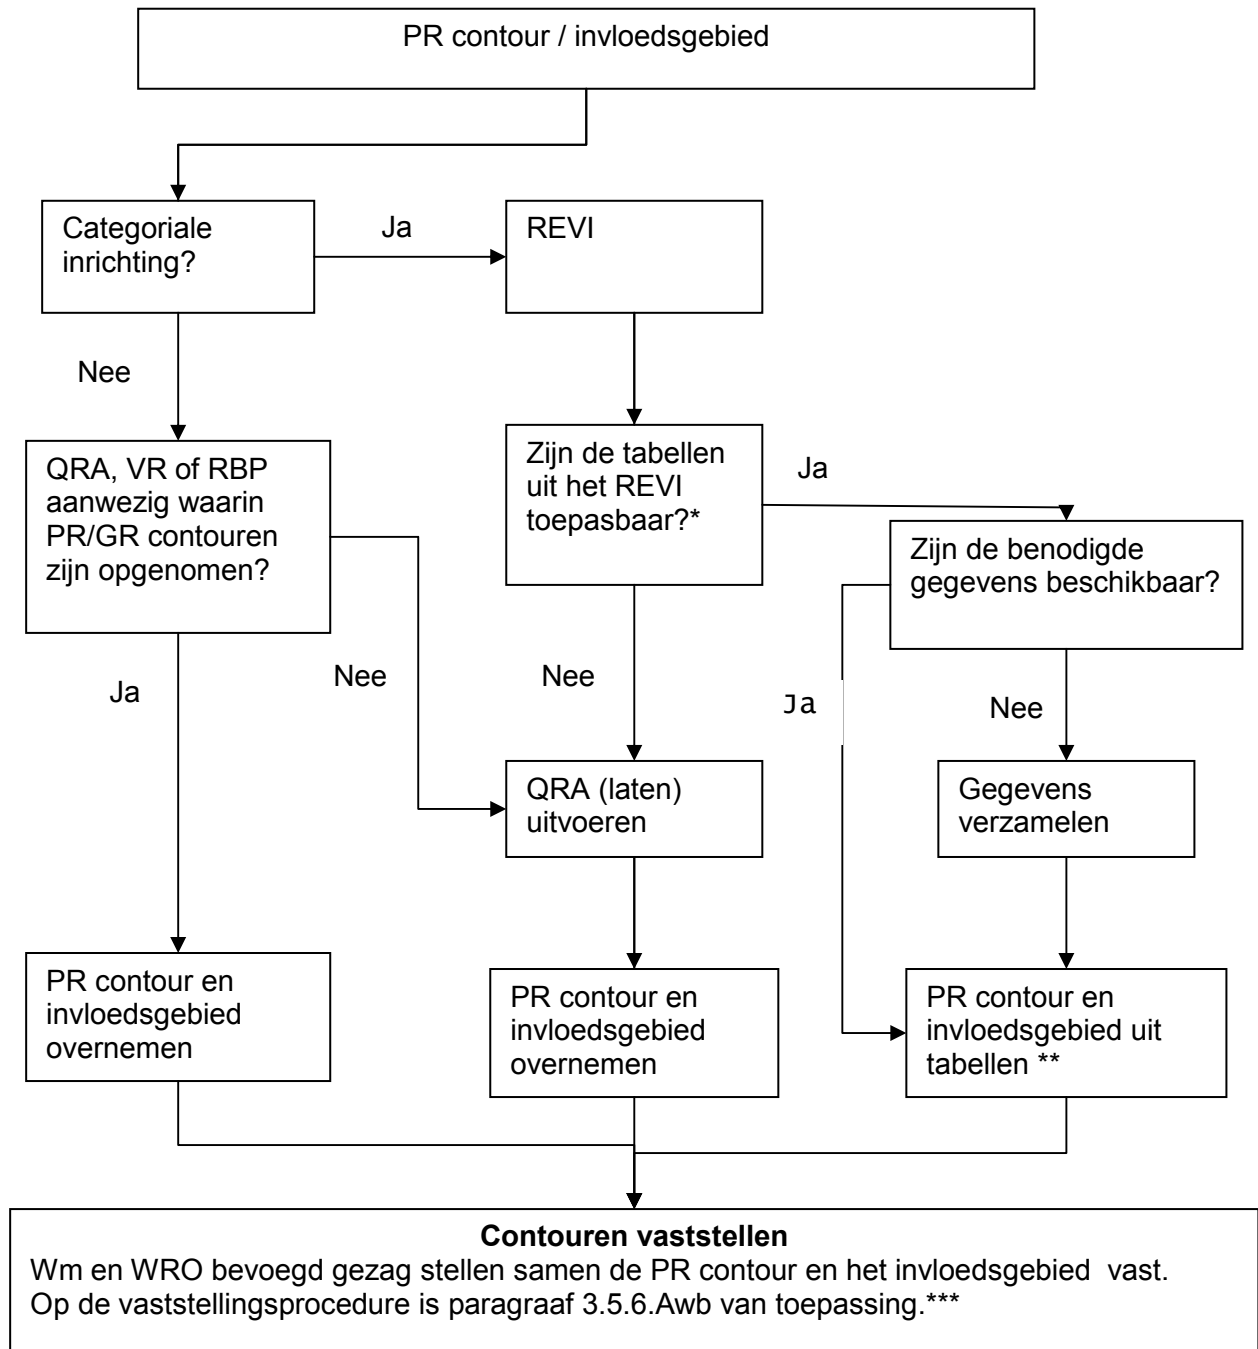 PR contour / invloedsgebied
Categoriale
inrichting?
Ja
REVI
Nee
QRA, VR of RBP
aanwezig waarin
PR/GR contouren
zijn opgenomen?
Zijn de tabellen
uit het REVI
toepasbaar?*
Ja
Zijn de benodigde
gegevens beschikbaar?
Ja
Nee
Nee
Ja
Nee
QRA (laten)
uitvoeren
Gegevens
verzamelen
PR contour en
invloedsgebied
overnemen
PR contour en
invloedsgebied
overnemen
PR contour en
invloedsgebied uit
tabellen **
Contouren vaststellen
Wm en WRO bevoegd gezag stellen samen de PR contour en het invloedsgebied  vast.
Op de vaststellingsprocedure is paragraaf 3.5.6.Awb van toepassing.***